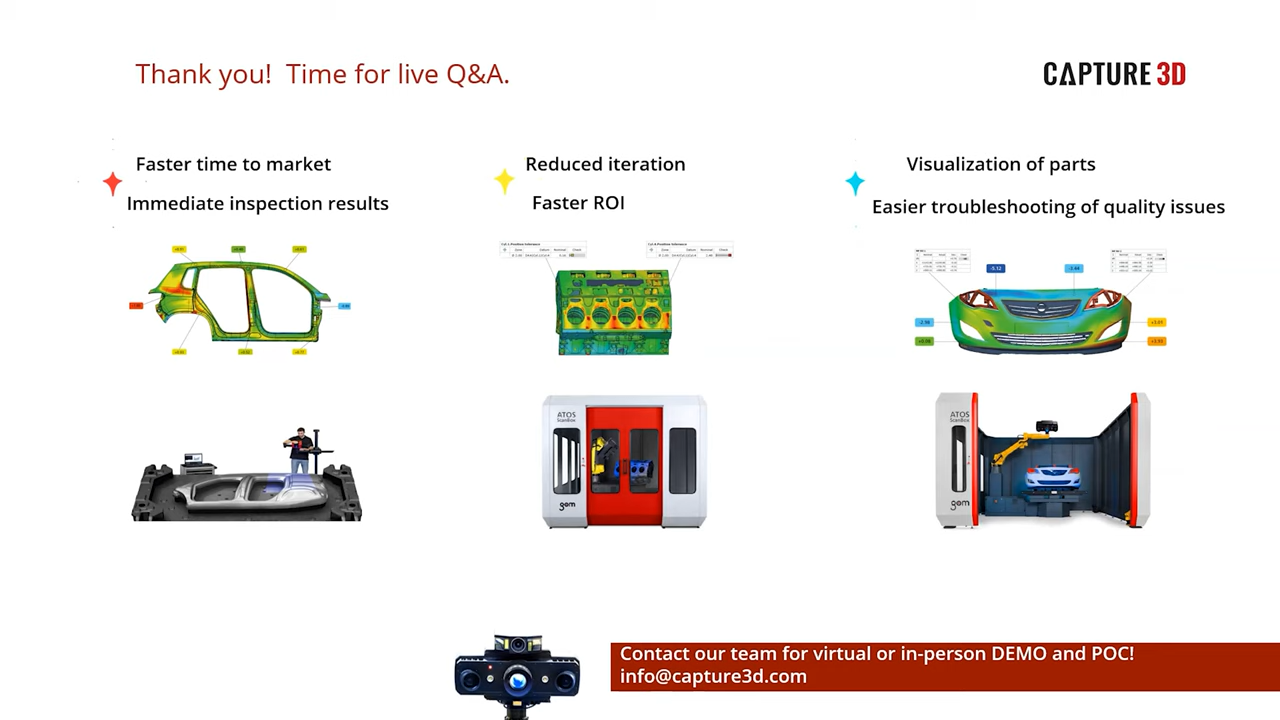 Thank you!  Time for live Q&A.
CAPTURE 3D
Faster time to market
Immediate inspection results
Reduced iteration
Faster ROI
Visualization of parts
Easier troubleshooting of quality issues
-5.12
ATOS
ScanBox
gom
ATOS
ScanBox
gom
Contact our team for virtual or in-person DEMO and POC!
info@capture3d.com